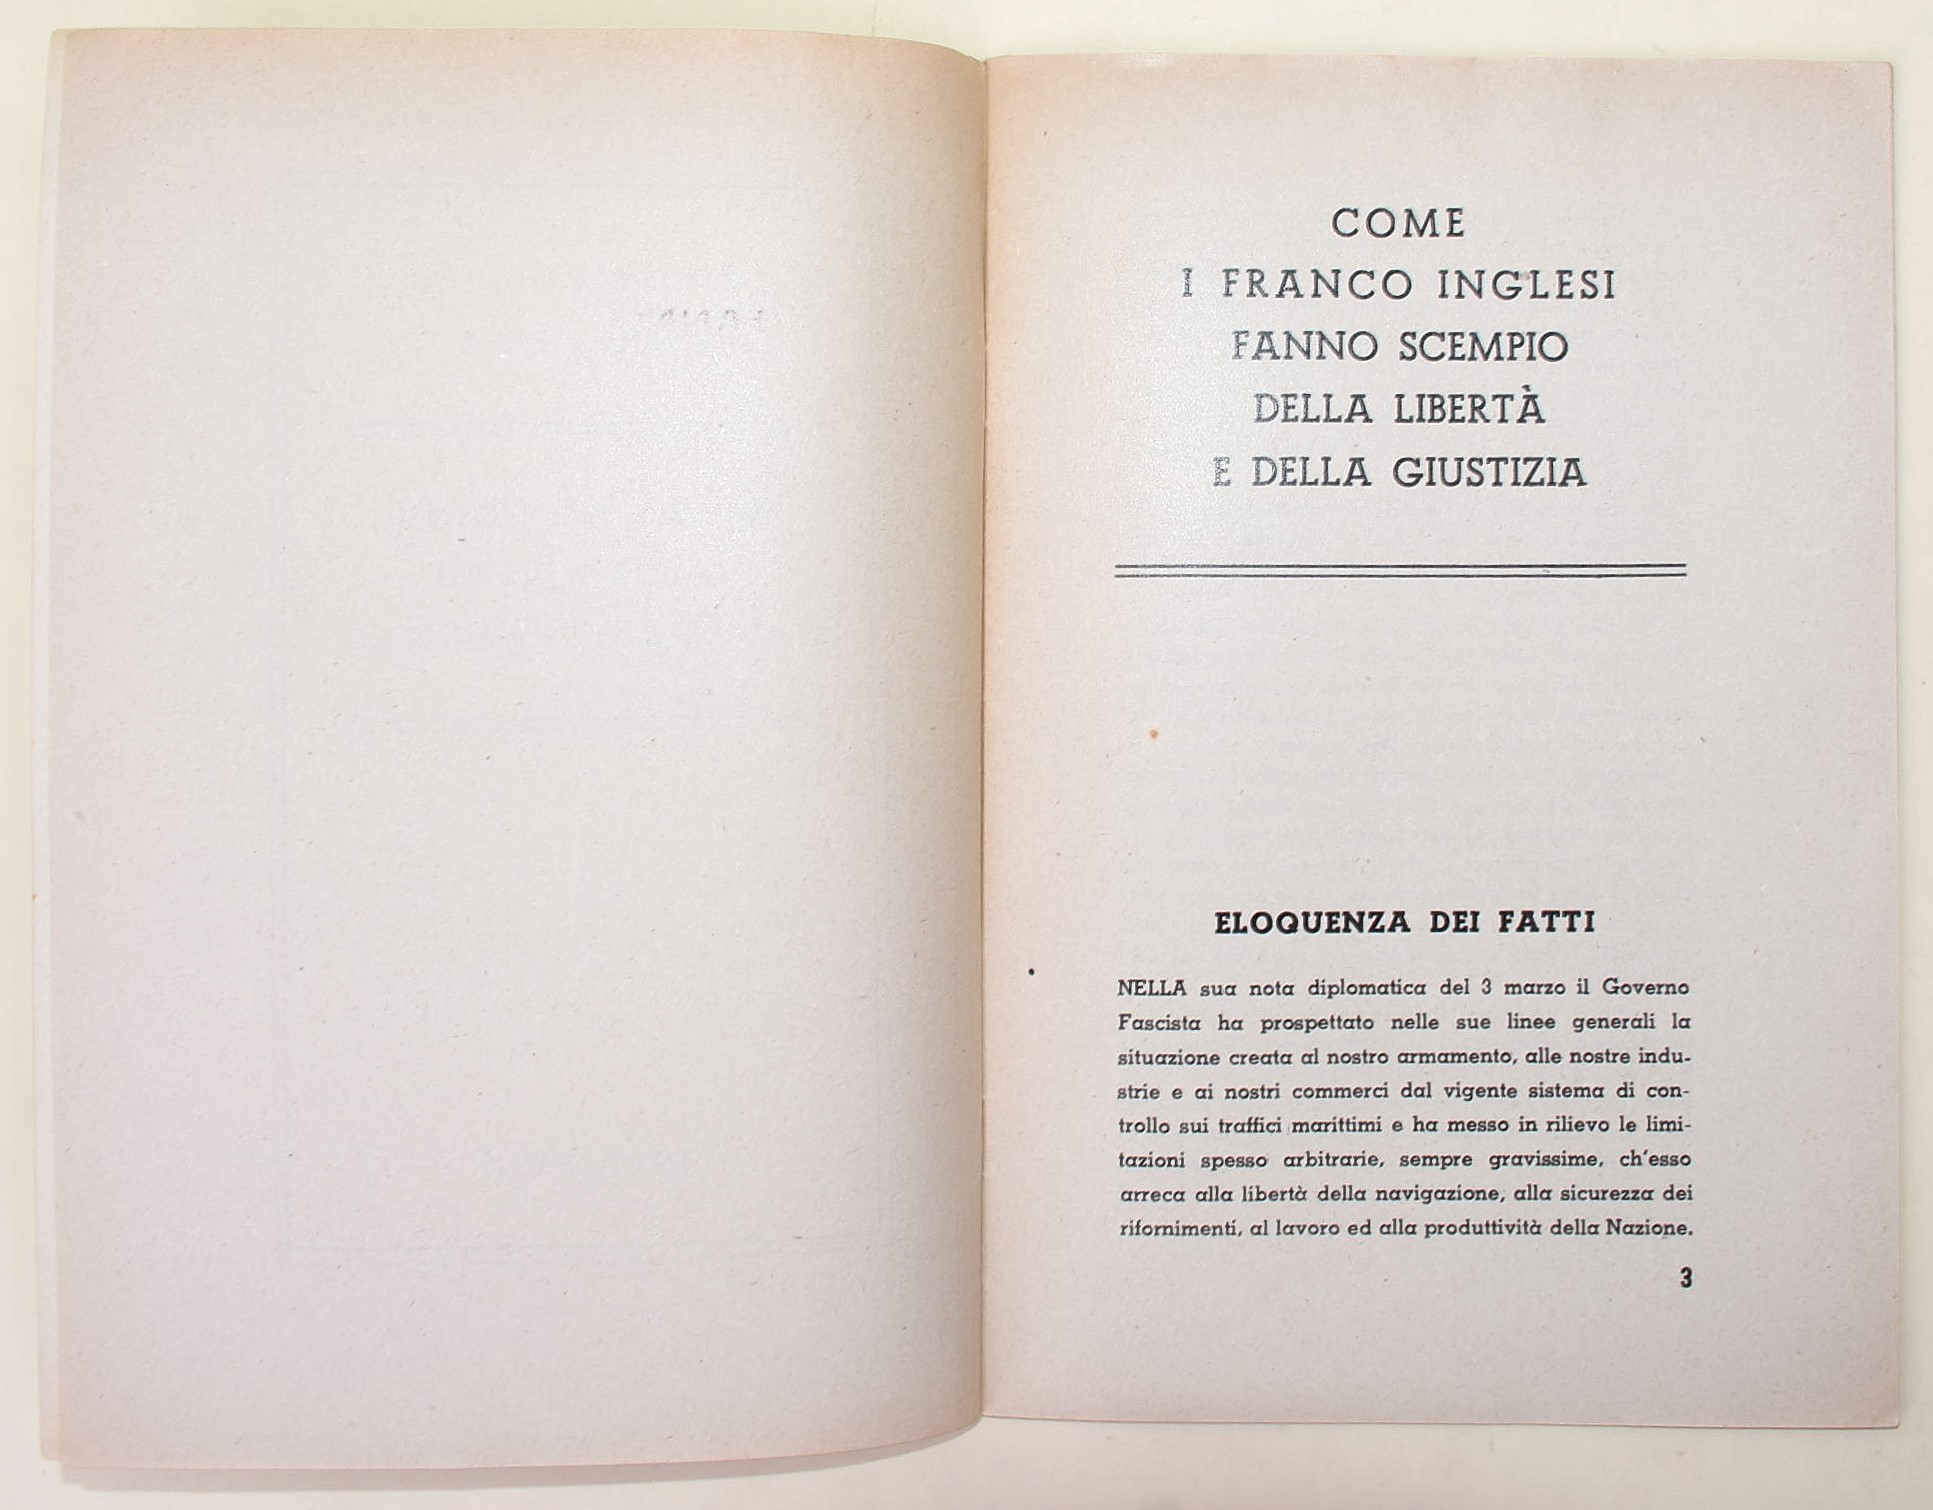 COME
I FRANCO INGLESI
FANNO SCEMPIO
DELLA LIBERTÀ
E DELLA GIUSTIZIA
ELOQUENZA DEI FATTI
NELLA sua nota diplomatica del 3 marzo il Governo
Fascista ha prospettato nelle sue linee generali la
situazione creata al nostro armamento, alle nostre indu-
strie e ai nostri commerci dal vigente sistema di con-
trollo sui traffici marittimi e ha messo in rilievo le limi-
tazioni spesso arbitrarie, sempre gravissime, ch'esso
arreca alla libertà della navigazione, alla sicurezza dei
rifornimenti, al lavoro ed alla produttività della Nazione.
3